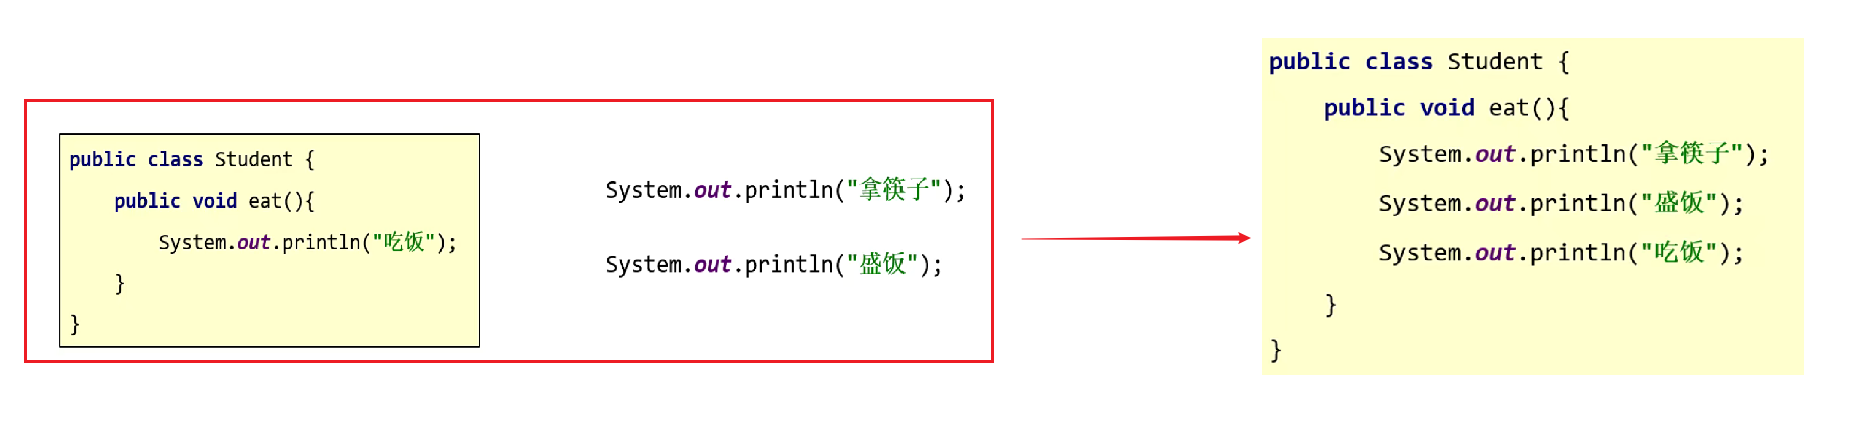 public class Student {
public void eat(){
System.out.println("吃饭");
}
}
System.out.println("拿筷子");
System.out.println("盛饭");
public class Student {
public void eat(){
System.out.println("拿筷子");
System.out.println("盛饭");
System.out.println("吃饭");
}
}